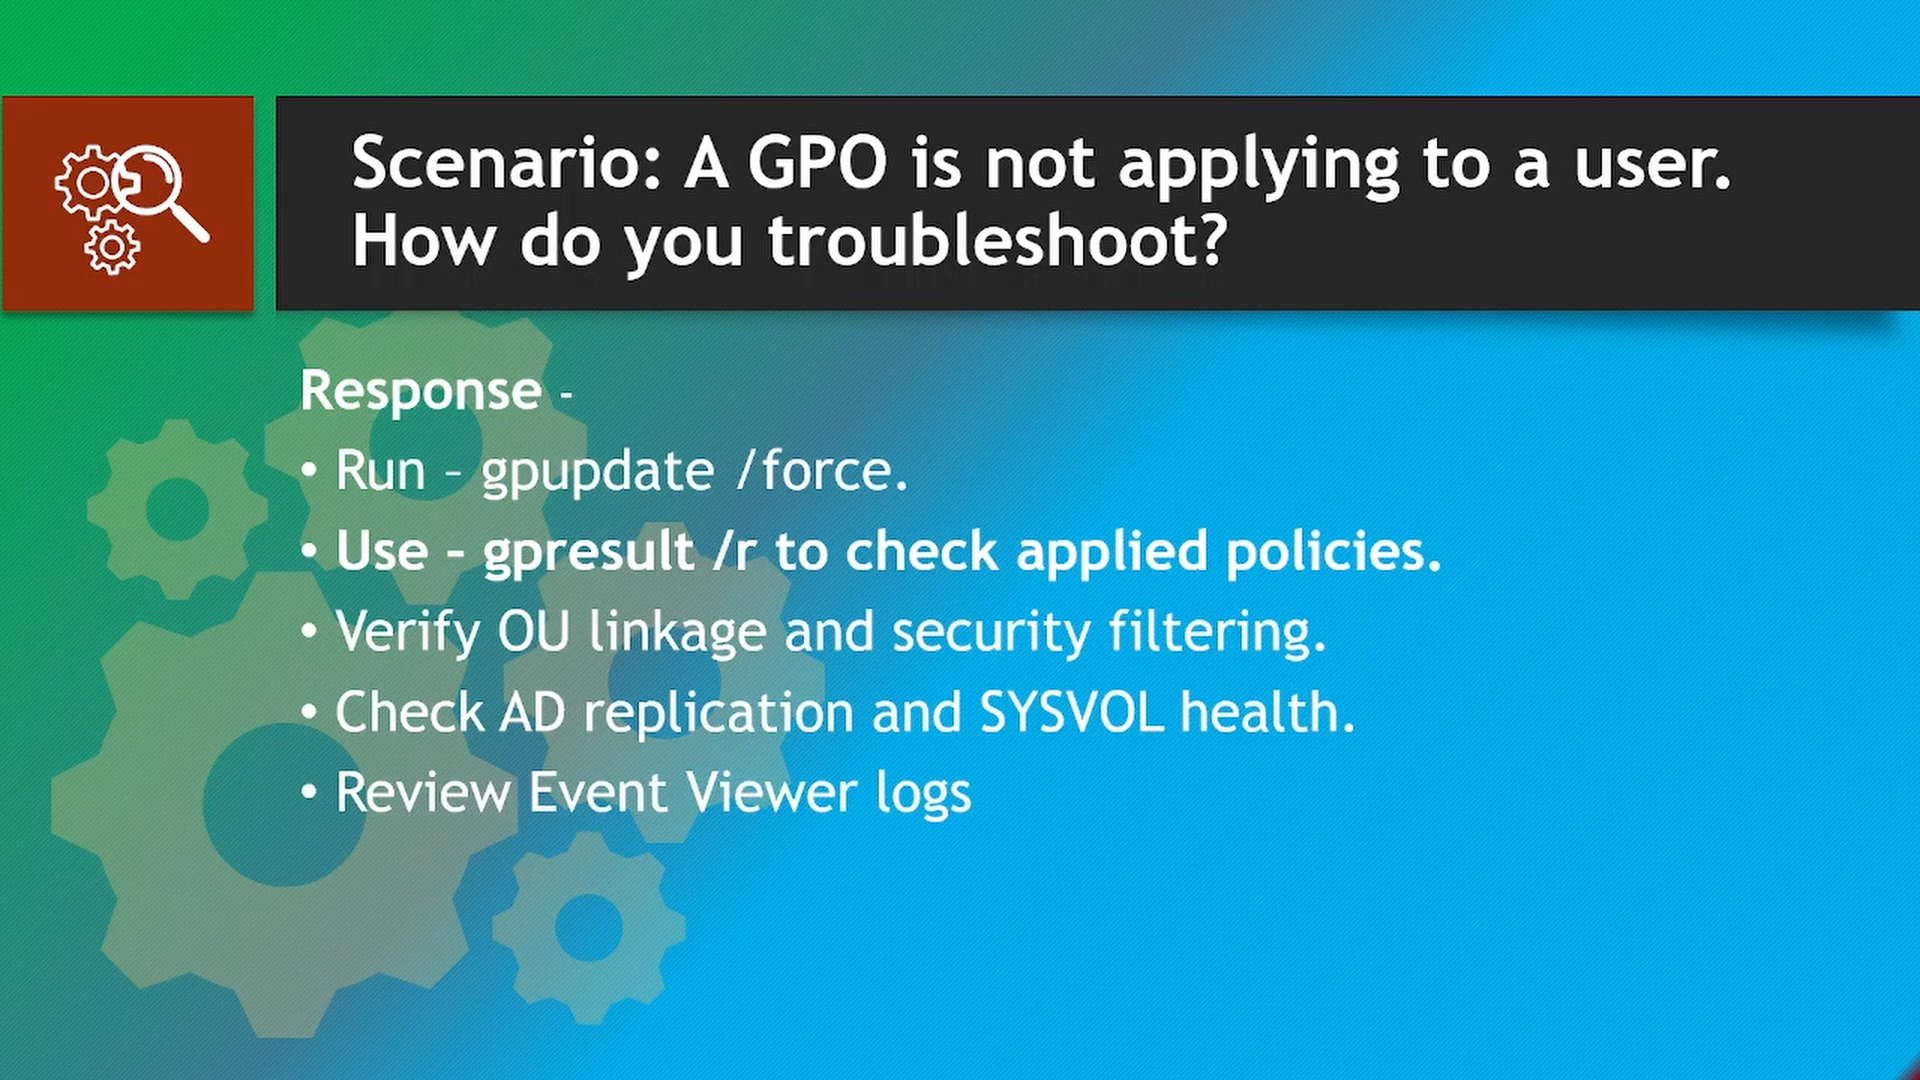 Scenario: A GPO is not applying to a user.
How do you troubleshoot?
Response -
• Run – gpupdate /force.
• Use – gpresult /r to check applied policies.
• Verify OU linkage and security filtering.
• Check AD replication and SYSVOL health.
• Review Event Viewer logs